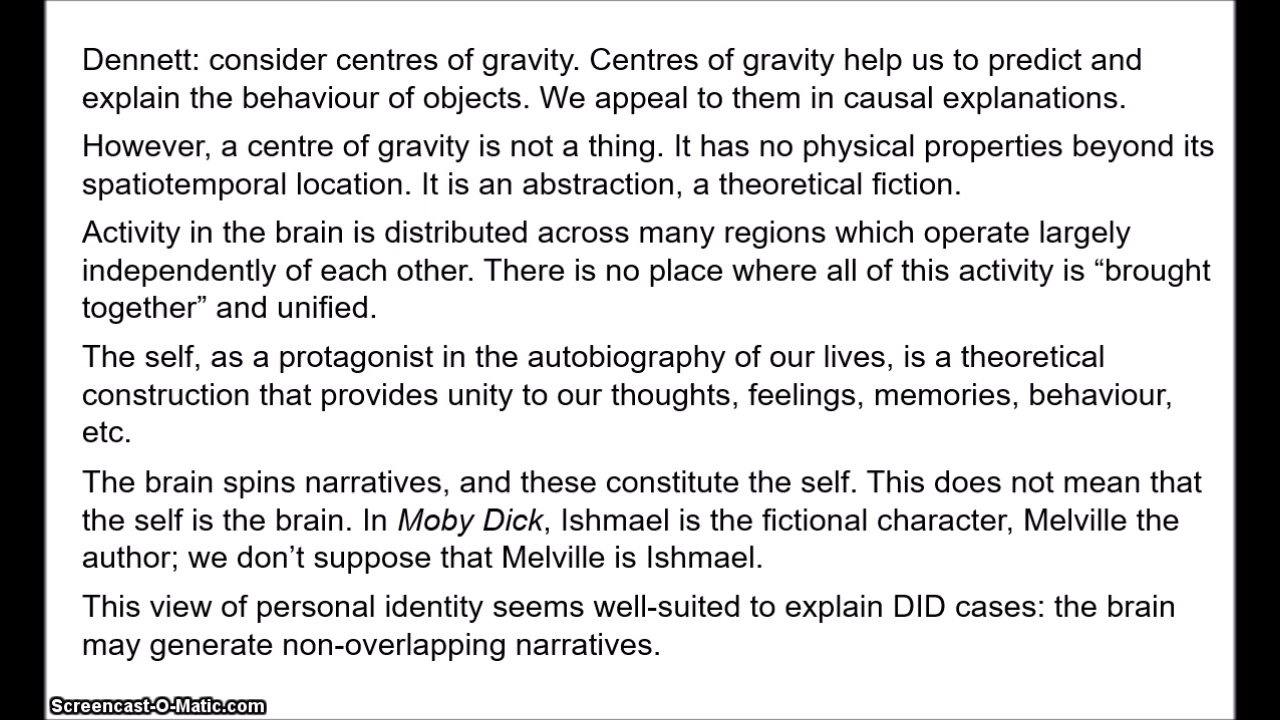 Dennett: consider centres of gravity. Centres of gravity help us to predict and
explain the behaviour of objects. We appeal to them in causal explanations.
However, a centre of gravity is not a thing. It has no physical properties beyond its
spatiotemporal location. It is an abstraction, a theoretical fiction.
Activity in the brain is distributed across many regions which operate largely
independently of each other. There is no place where all of this activity is “brought
together” and unified.
The self, as a protagonist in the autobiography of our lives, is a theoretical
construction that provides unity to our thoughts, feelings, memories, behaviour,
etc.
The brain spins narratives, and these constitute the self. This does not mean that
the self is the brain. In Moby Dick, Ishmael is the fictional character, Melville the
author; we don’t suppose that Melville is Ishmael.
This view of personal identity seems well-suited to explain DID cases: the brain
may generate non-overlapping narratives.
Screencast-O-Matic.com